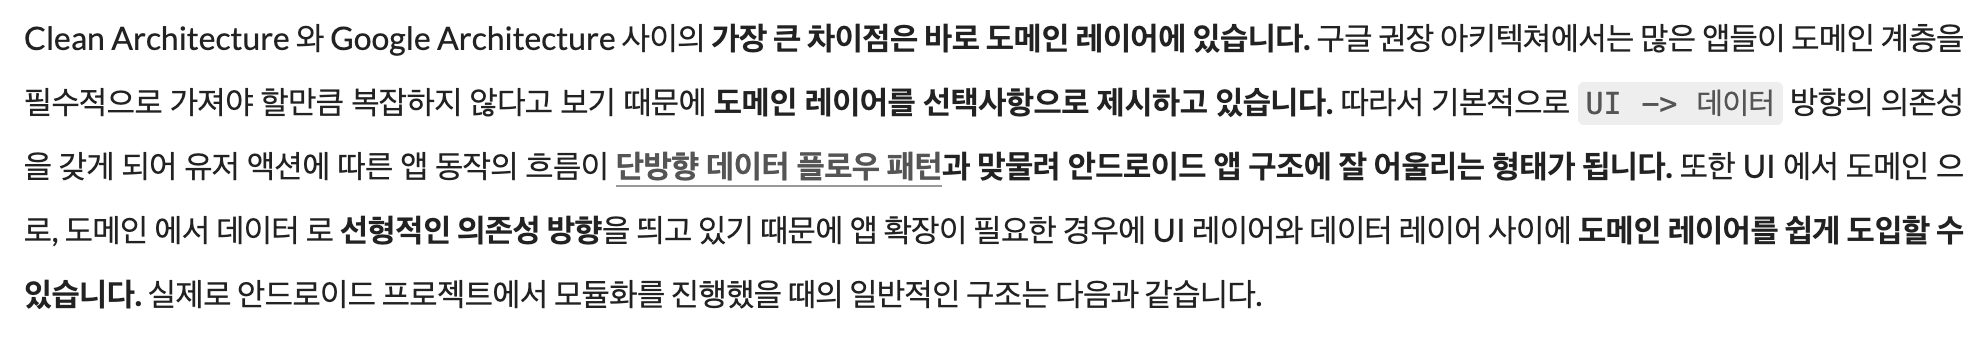 Clean Architecture 와 Google Architecture 사이의 가장 큰 차이점은 바로 도메인 레이어에 있습니다. 구글 권장 아키텍쳐에서는 많은 앱들이 도메인 계층을
필수적으로 가져야 할만큼 복잡하지 않다고 보기 때문에 도메인 레이어를 선택사항으로 제시하고 있습니다. 따라서 기본적으로 UI -> 데이터 방향의 의존성
을 갖게 되어 유저 액션에 따른 앱 동작의 흐름이 단방향 데이터 플로우 패턴과 맞물려 안드로이드 앱 구조에 잘 어울리는 형태가 됩니다. 또한 UI 에서 도메인 으
로, 도메인 에서 데이터 로 선형적인 의존성 방향을 띄고 있기 때문에 앱 확장이 필요한 경우에 UI 레이어와 데이터 레이어 사이에 도메인 레이어를 쉽게 도입할 수
있습니다. 실제로 안드로이드 프로젝트에서 모듈화를 진행했을 때의 일반적인 구조는 다음과 같습니다.